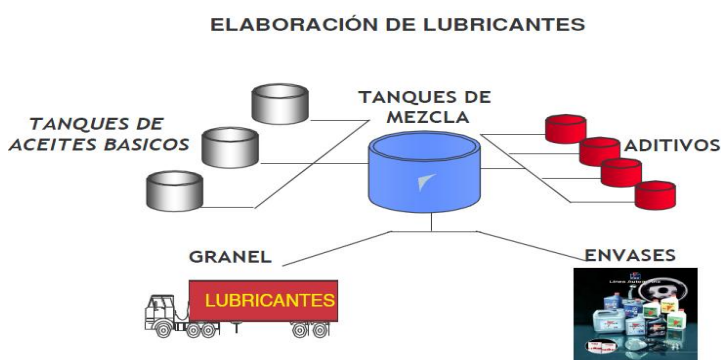 ELABORACIÓN DE LUBRICANTES
TANQUES DE
ACEITES BASICOS
TANQUES DE
MEZCLA
ADITIVOS
GRANEL
ENVASES
LUBRICANTES